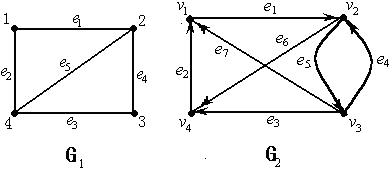 1 e₁ 2
e₂ e₅ e₄
4 e₃ 3
G₁
v₁ e₁ v₂
e₆
e₇
e₂ e₅ e₄
v₄ e₃ v₃
G₂